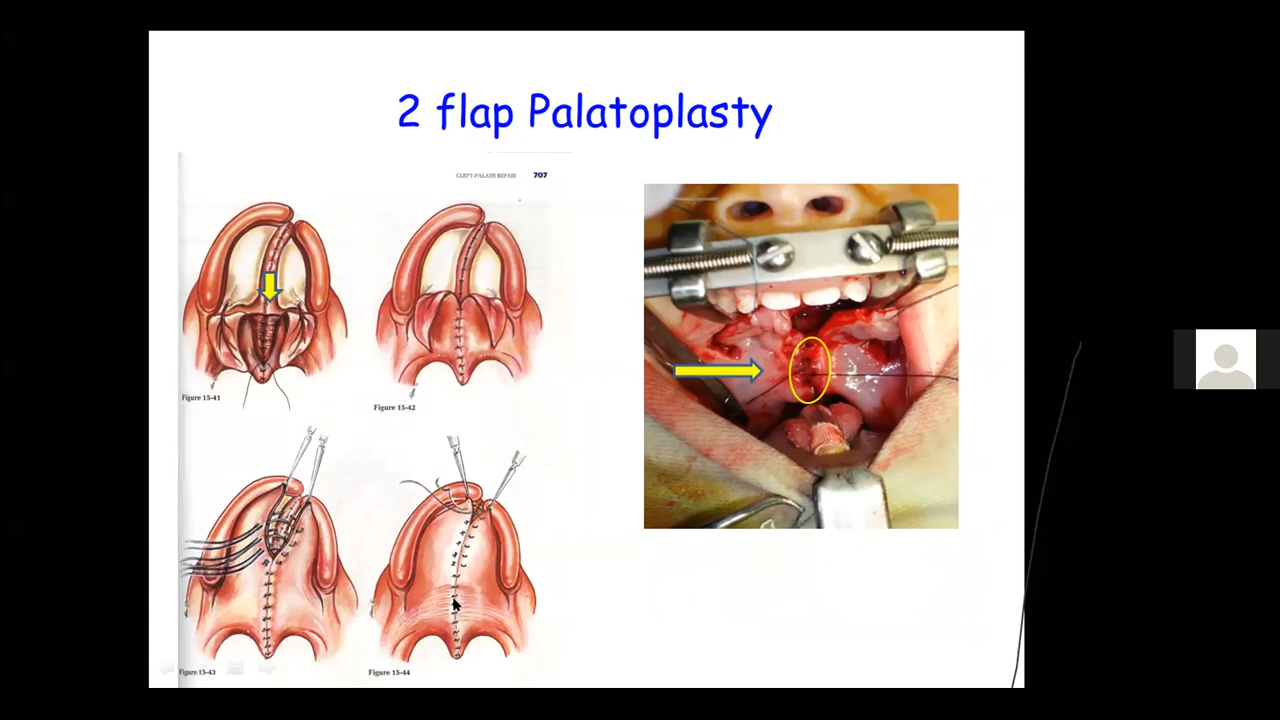 2 flap Palatoplasty
CLEFT-PALATE REPAIR 707
Figure 15-41
Figure 15-42
Figure 15-43
Figure 15-44